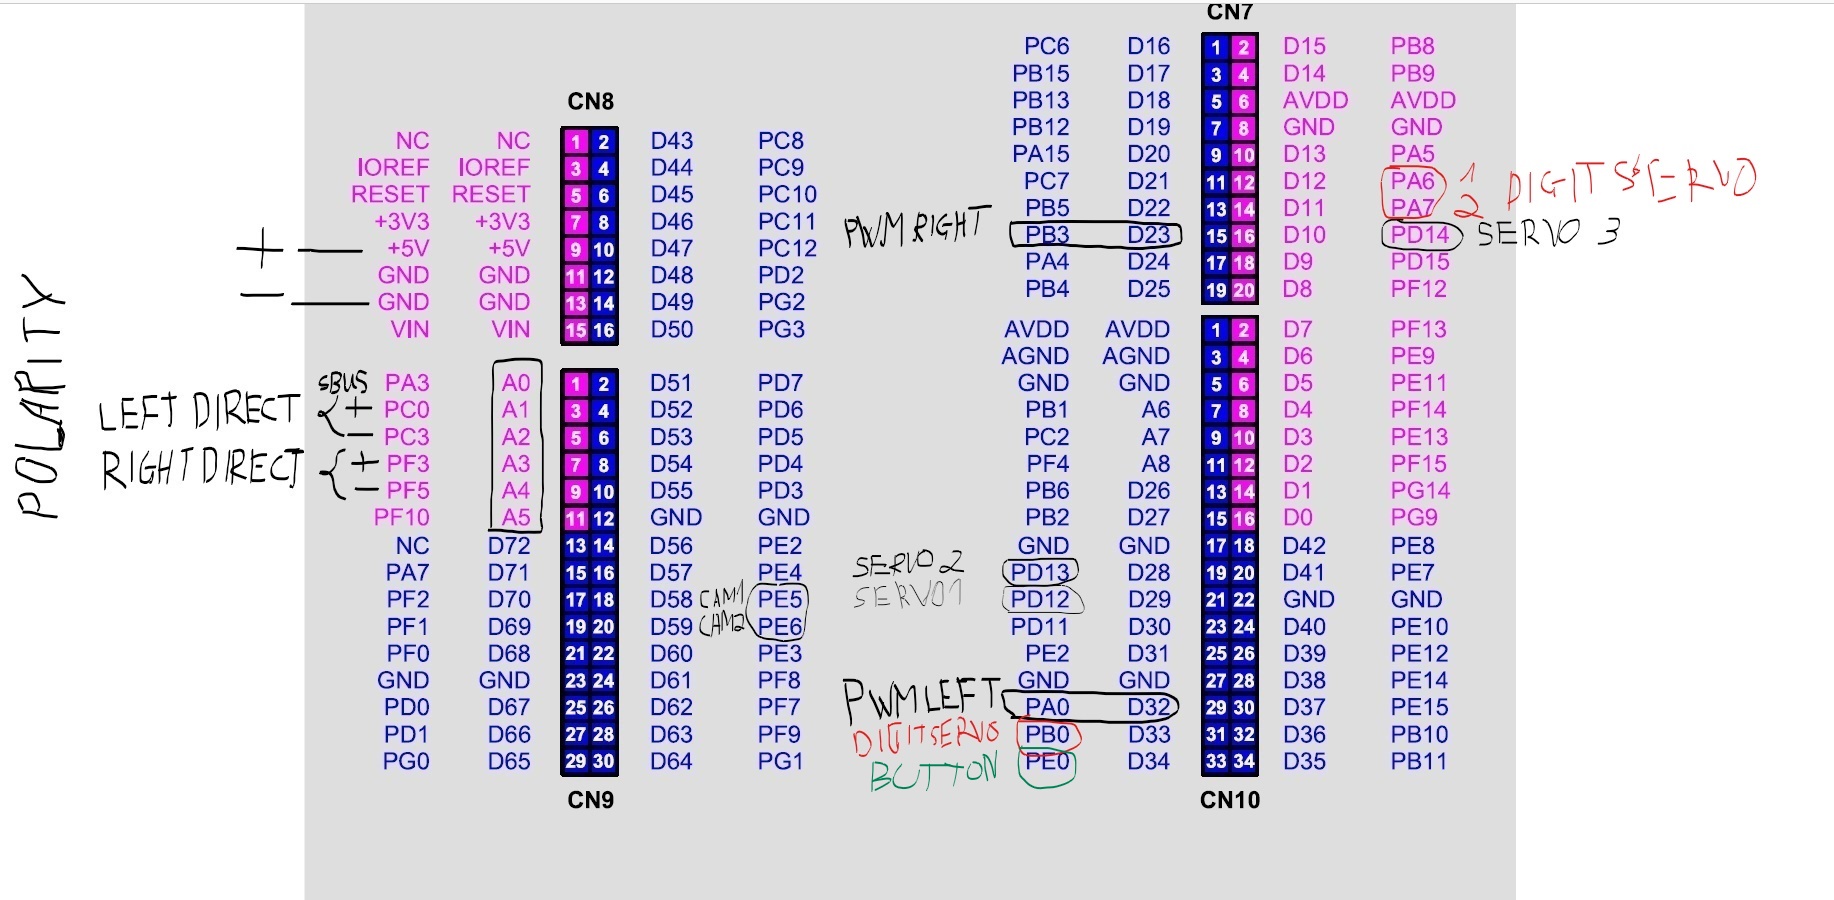 CN7
PC6 D16 1 2 D15 PB8
PB15 D17 3 4 D14 PB9
PB13 D18 5 6 AVDD AVDD
PB12 D19 7 8 GND GND
PA15 D20 9 10 D13 PA5
PC7 D21 11 12 D12 PA6 1 DIGIT SERVO
PB5 D22 13 14 D11 PA7 2
PWM RIGHT PB3 D23 15 16 D10 PD14 SERVO 3
PA4 D24 17 18 D9 PD15
PB4 D25 19 20 D8 PF12
CN8
NC NC 1 2 D43 PC8
IOREF IOREF 3 4 D44 PC9
RESET RESET 5 6 D45 PC10
+3V3 +3V3 7 8 D46 PC11
+ +5V +5V 9 10 D47 PC12
GND GND 11 12 D48 PD2
- GND GND 13 14 D49 PG2
VIN VIN 15 16 D50 PG3
POLARITY
SBUS PA3 A0 1 2 D51 PD7
LEFT DIRECT + PC0 A1 3 4 D52 PD6
- PC3 A2 5 6 D53 PD5
RIGHT DIRECT + PF3 A3 7 8 D54 PD4
- PF5 A4 9 10 D55 PD3
PF10 A5 11 12 GND GND
NC D72 13 14 D56 PE2
PA7 D71 15 16 D57 PE4
PF2 D70 17 18 D58 CAM1 PE5
PF1 D69 19 20 D59 CAM2 PE6
PF0 D68 21 22 D60 PE3
GND GND 23 24 D61 PF8
PD0 D67 25 26 D62 PF7
PD1 D66 27 28 D63 PF9
PG0 D65 29 30 D64 PG1
CN9
AVDD AVDD 1 2 D7 PF13
AGND AGND 3 4 D6 PE9
GND GND 5 6 D5 PE11
PB1 A6 7 8 D4 PF14
PC2 A7 9 10 D3 PE13
PF4 A8 11 12 D2 PF15
PB6 D26 13 14 D1 PG14
PB2 D27 15 16 D0 PG9
GND GND 17 18 D42 PE8
SERVO 2 PD13 D28 19 20 D41 PE7
SERVO 1 PD12 D29 21 22 GND GND
PD11 D30 23 24 D40 PE10
PE2 D31 25 26 D39 PE12
GND GND 27 28 D38 PE14
PWM LEFT PA0 D32 29 30 D37 PE15
DIGIT SERVO PB0 D33 31 32 D36 PB10
BUTTON PE0 D34 33 34 D35 PB11
CN10